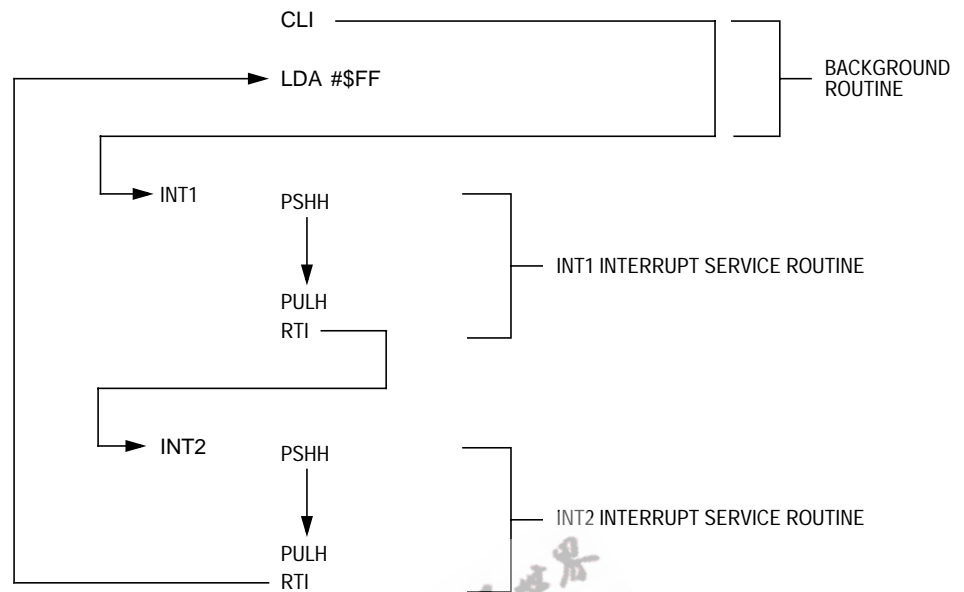 CLI
LDA #$FF
BACKGROUND
ROUTINE
INT1
PSHH
INT1 INTERRUPT SERVICE ROUTINE
PULH
RTI
INT2
PSHH
INT2 INTERRUPT SERVICE ROUTINE
PULH
RTI